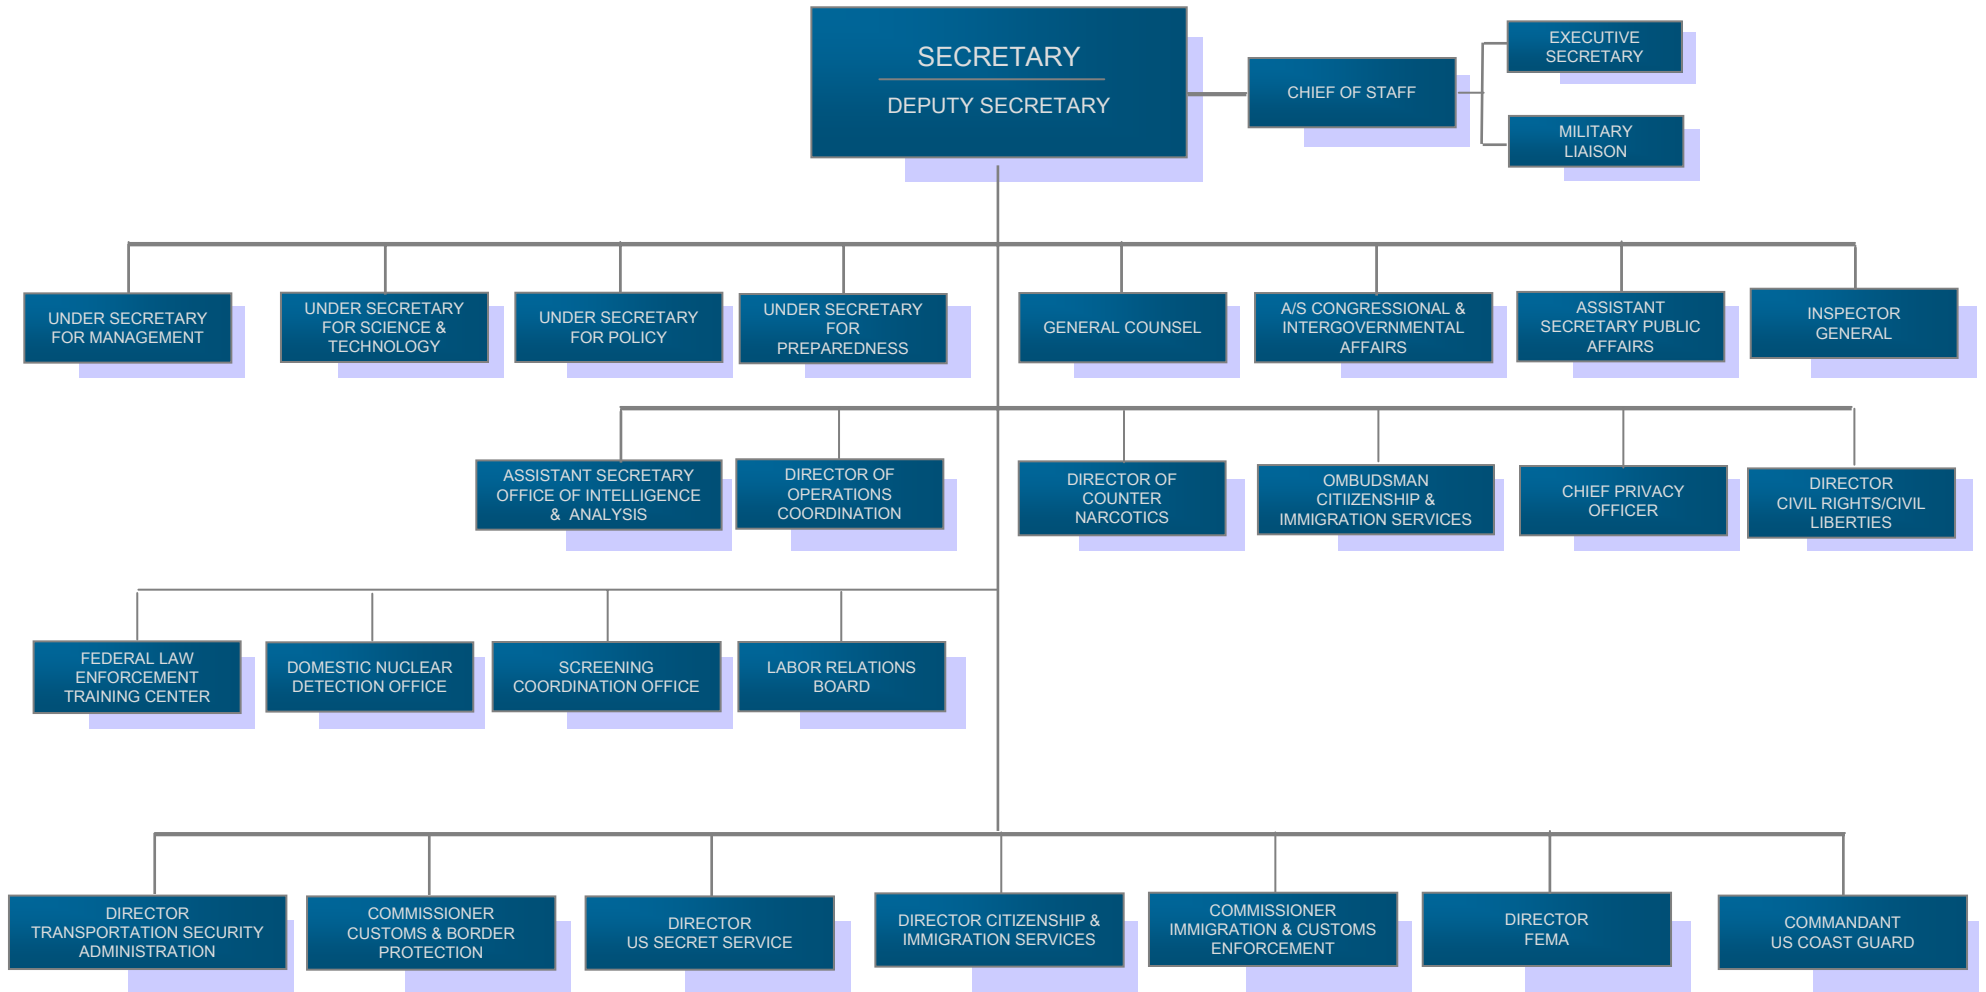 SECRETARY
DEPUTY SECRETARY
CHIEF OF STAFF
EXECUTIVE
SECRETARY
MILITARY
LIAISON
UNDER SECRETARY
FOR MANAGEMENT
UNDER SECRETARY
FOR SCIENCE &
TECHNOLOGY
UNDER SECRETARY
FOR POLICY
UNDER SECRETARY
FOR
PREPAREDNESS
GENERAL COUNSEL
A/S CONGRESSIONAL &
INTERGOVERNMENTAL
AFFAIRS
ASSISTANT
SECRETARY PUBLIC
AFFAIRS
INSPECTOR
GENERAL
ASSISTANT SECRETARY
OFFICE OF INTELLIGENCE
& ANALYSIS
DIRECTOR OF
OPERATIONS
COORDINATION
DIRECTOR OF
COUNTER
NARCOTICS
OMBUDSMAN
CITIIZENSHIP &
IMMIGRATION SERVICES
CHIEF PRIVACY
OFFICER
DIRECTOR
CIVIL RIGHTS/CIVIL
LIBERTIES
FEDERAL LAW
ENFORCEMENT
TRAINING CENTER
DOMESTIC NUCLEAR
DETECTION OFFICE
SCREENING
COORDINATION OFFICE
LABOR RELATIONS
BOARD
DIRECTOR
TRANSPORTATION SECURITY
ADMINISTRATION
COMMISSIONER
CUSTOMS & BORDER
PROTECTION
DIRECTOR
US SECRET SERVICE
DIRECTOR CITIZENSHIP &
IMMIGRATION SERVICES
COMMISSIONER
IMMIGRATION & CUSTOMS
ENFORCEMENT
DIRECTOR
FEMA
COMMANDANT
US COAST GUARD